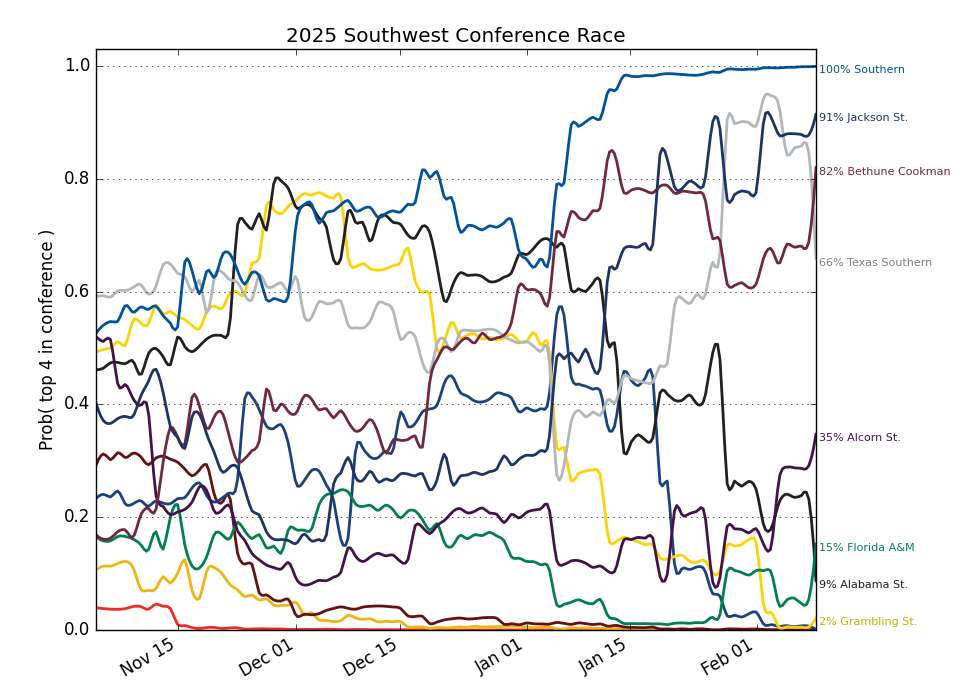 2025 Southwest Conference Race
Prob( top 4 in conference )
1.0
0.8
0.6
0.4
0.2
0.0
Nov 15
Dec 01
Dec 15
Jan 01
Jan 15
Feb 01
100% Southern
91% Jackson St.
82% Bethune Cookman
66% Texas Southern
35% Alcorn St.
15% Florida A&M
9% Alabama St.
2% Grambling St.